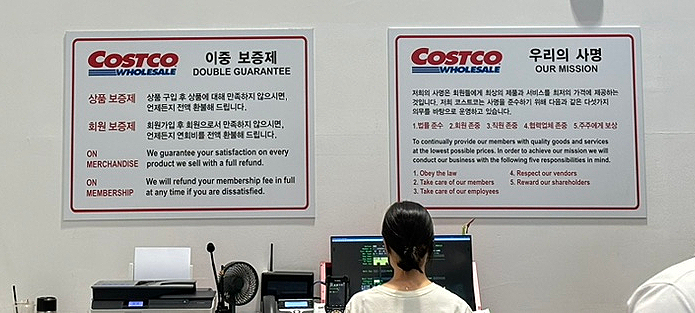 COSTCO
WHOLESALE
이중 보증제
DOUBLE GUARANTEE
상품 보증제
상품 구입 후 상품에 대해 만족하지 않으시면,
언제든지 전액 환불해 드립니다.
회원 보증제
회원가입 후 회원으로서 만족하지 않으시면,
언제든지 연회비를 전액 환불해 드립니다.
ON
MERCHANDISE
We guarantee your satisfaction on every
product we sell with a full refund.
ON
MEMBERSHIP
We will refund your membership fee in full
at any time if you are dissatisfied.
COSTCO
WHOLESALE
우리의 사명
OUR MISSION
저희의 사명은 회원들에게 최상의 제품과 서비스를 최저의 가격에 제공하는
것입니다. 저희 코스트코는 사명을 준수하기 위해 다음과 같은 다섯가지
의무를 바탕으로 운영하고 있습니다.
1.법률 준수 2.회원 존중 3.직원 존중 4.협력업체 존중 5.주주에게 보상
To continually provide our members with quality goods and services
at the lowest possible prices. In order to achieve our mission we will
conduct our business with the following five responsibilities in mind.
1. Obey the law
2. Take care of our members
3. Take care of our employees
4. Respect our vendors
5. Reward our shareholders